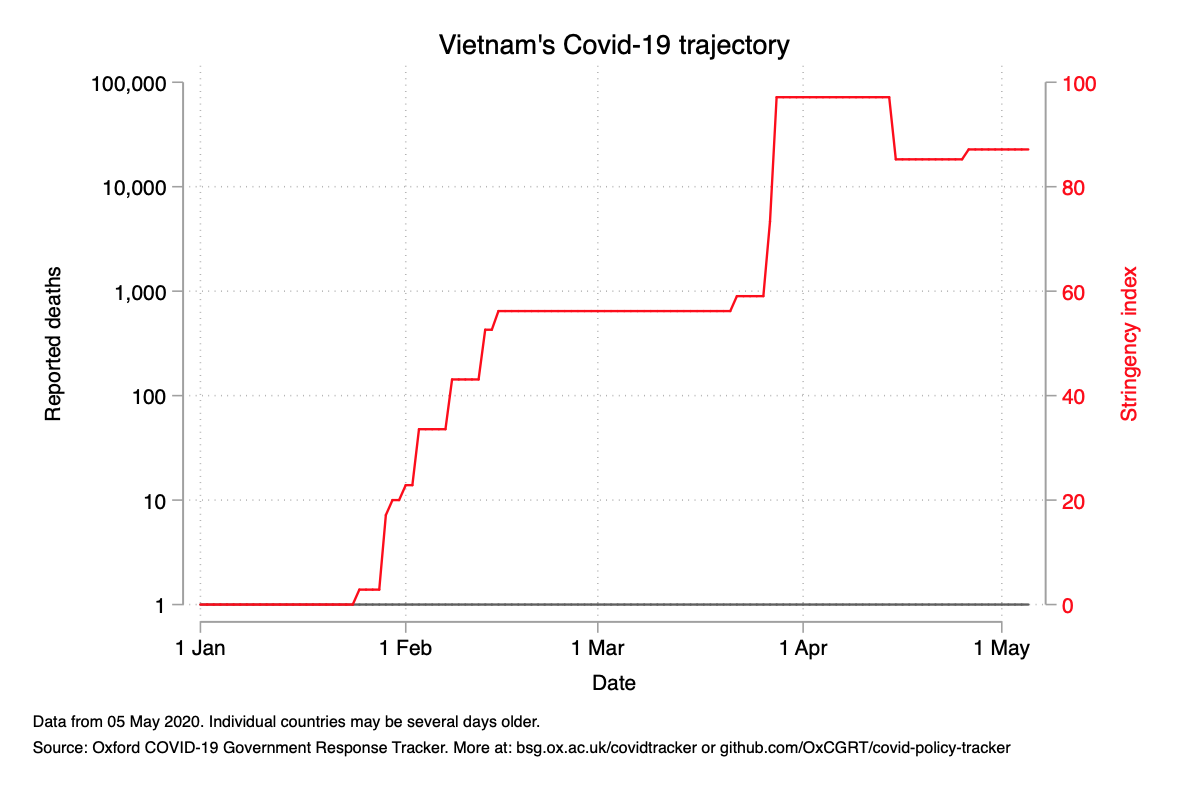 Vietnam's Covid-19 trajectory
100,000
10,000
1,000
100
10
1
Reported deaths
100
80
60
40
20
0
Stringency index
1 Jan 1 Feb 1 Mar 1 Apr 1 May
Date
Data from 05 May 2020. Individual countries may be several days older.
Source: Oxford COVID-19 Government Response Tracker. More at: bsg.ox.ac.uk/covidtracker or github.com/OxCGRT/covid-policy-tracker